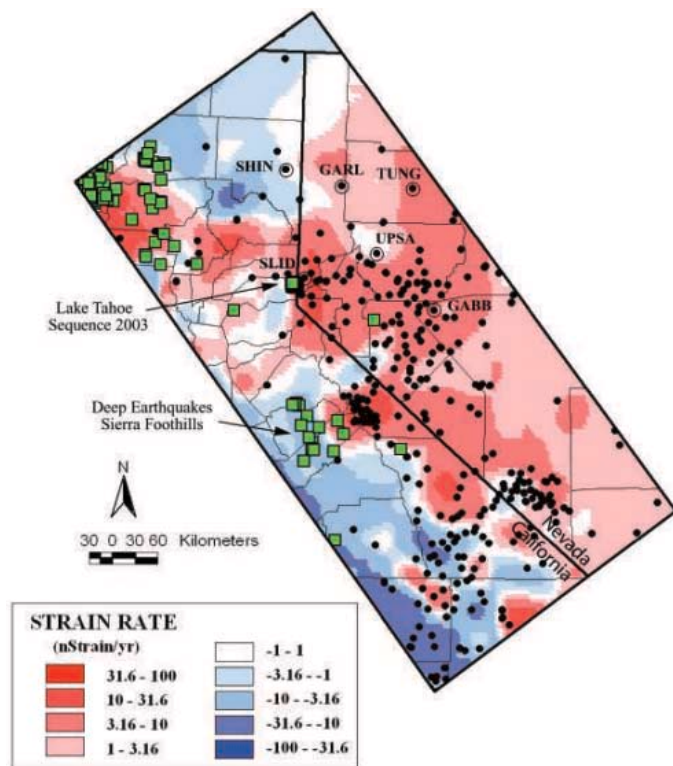 SHIN
GARL
TUNG
UPSA
SLID
GABB
Lake Tahoe
Sequence 2003
Deep Earthquakes
Sierra Foothills
N
30 0 30 60 Kilometers
Nevada
California
STRAIN RATE
(nStrain/yr)
31.6 - 100
10 - 31.6
3.16 - 10
1 - 3.16
-1 - 1
-3.16 - -1
-10 - -3.16
-31.6 - -10
-100 - -31.6